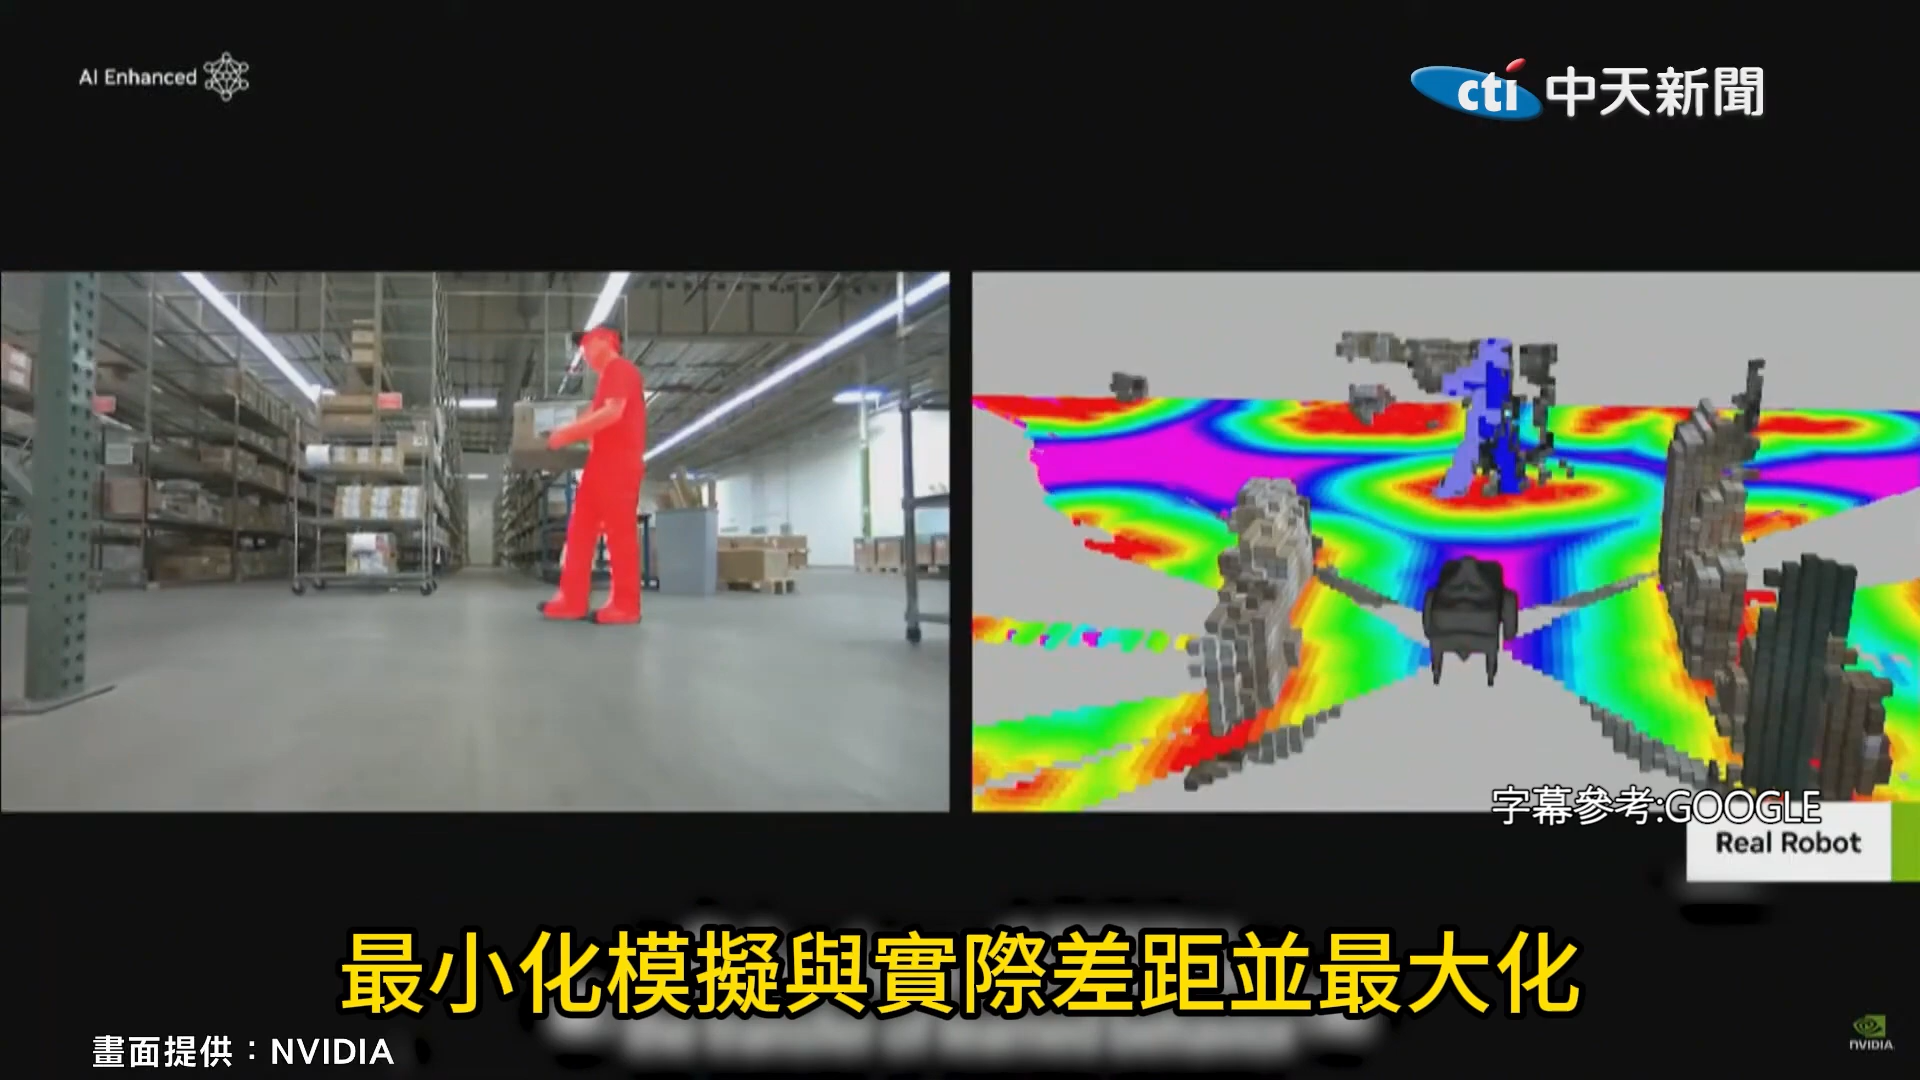 AI Enhanced
cti 中天新聞
字幕參考:GOOGLE
Real Robot
最小化模擬與實際差距並最大化
畫面提供：NVIDIA
NVIDIA